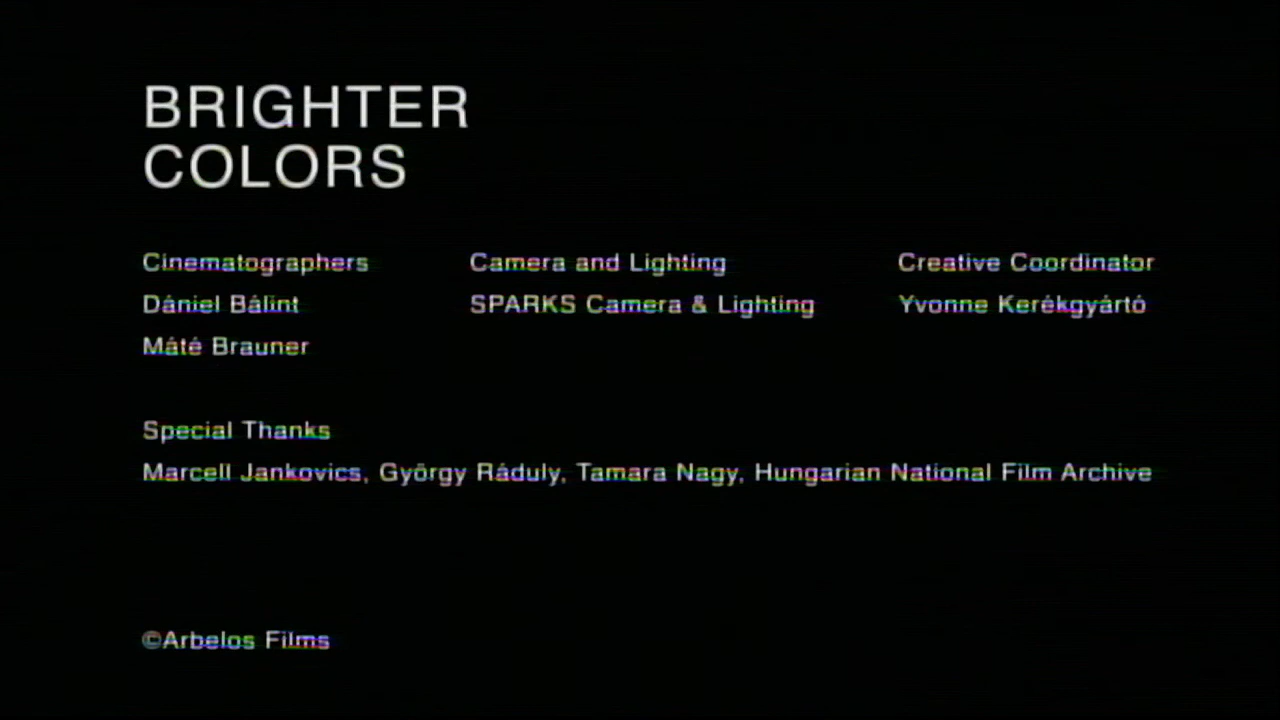 BRIGHTER
COLORS
Cinematographers
Dániel Bálint
Máté Brauner
Camera and Lighting
SPARKS Camera & Lighting
Creative Coordinator
Yvonne Kerékgyártó
Special Thanks
Marcell Jankovics, György Ráduly, Tamara Nagy, Hungarian National Film Archive
©Arbelos Films